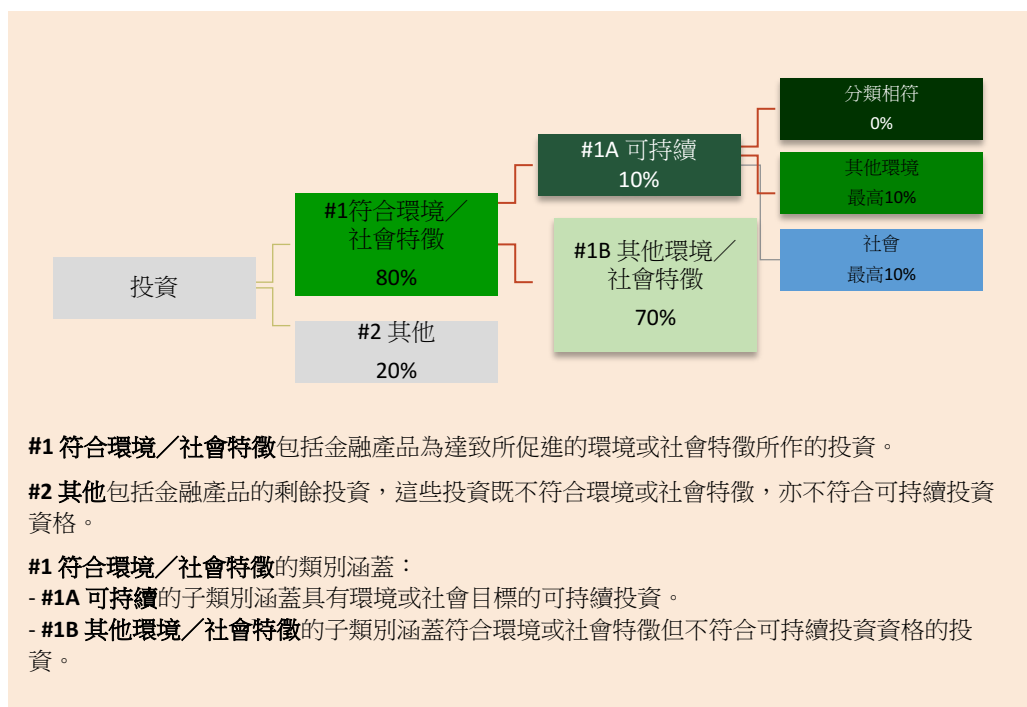 分類相符
0%
#1A 可持續
10%
其他環境
最高10%
#1符合環境／
社會特徵
80%
#1B 其他環境／
社會特徵
70%
社會
最高10%
投資
#2 其他
20%
#1 符合環境／社會特徵包括金融產品為達致所促進的環境或社會特徵所作的投資。
#2 其他包括金融產品的剩餘投資，這些投資既不符合環境或社會特徵，亦不符合可持續投資
資格。
#1 符合環境／社會特徵的類別涵蓋：
- #1A 可持續的子類別涵蓋具有環境或社會目標的可持續投資。
- #1B 其他環境／社會特徵的子類別涵蓋符合環境或社會特徵但不符合可持續投資資格的投
資。